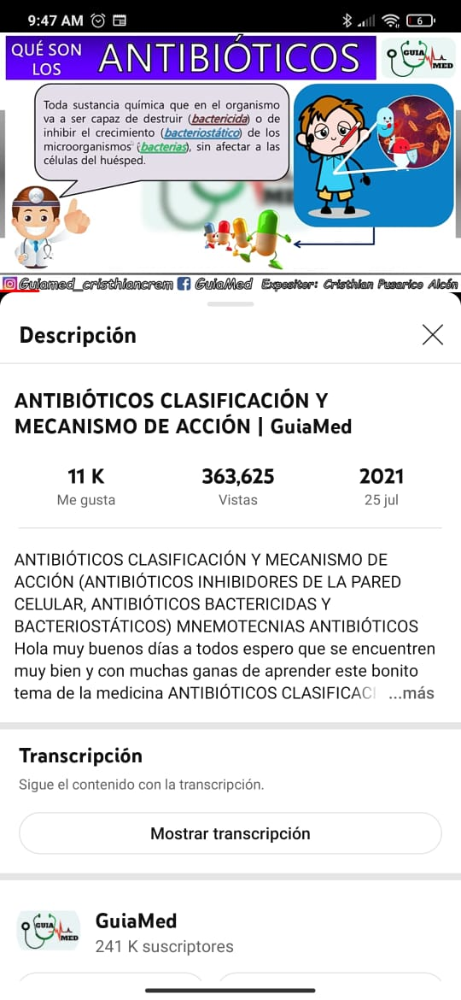 9:47 AM
6
QUÉ SON
LOS
ANTIBIÓTICOS
GUIA
MED
Toda sustancia química que en el organismo
va a ser capaz de destruir (bactericida) o de
inhibir el crecimiento (bacteriostático) de los
microorganismos (bacterias), sin afectar a las
células del huésped.
Guiamed_cristhiancrem GuiaMed Expositor: Cristhian Pusarico Alcón
Descripción
ANTIBIÓTICOS CLASIFICACIÓN Y
MECANISMO DE ACCIÓN | GuiaMed
11 K 363,625 2021
Me gusta Vistas 25 jul
ANTIBIÓTICOS CLASIFICACIÓN Y MECANISMO DE
ACCIÓN (ANTIBIÓTICOS INHIBIDORES DE LA PARED
CELULAR, ANTIBIÓTICOS BACTERICIDAS Y
BACTERIOSTÁTICOS) MNEMOTECNIAS ANTIBIÓTICOS
Hola muy buenos días a todos espero que se encuentren
muy bien y con muchas ganas de aprender este bonito
tema de la medicina ANTIBIÓTICOS CLASIFICACI ...más
Transcripción
Sigue el contenido con la transcripción.
Mostrar transcripción
GUIA
MED
GuiaMed
241 K suscriptores